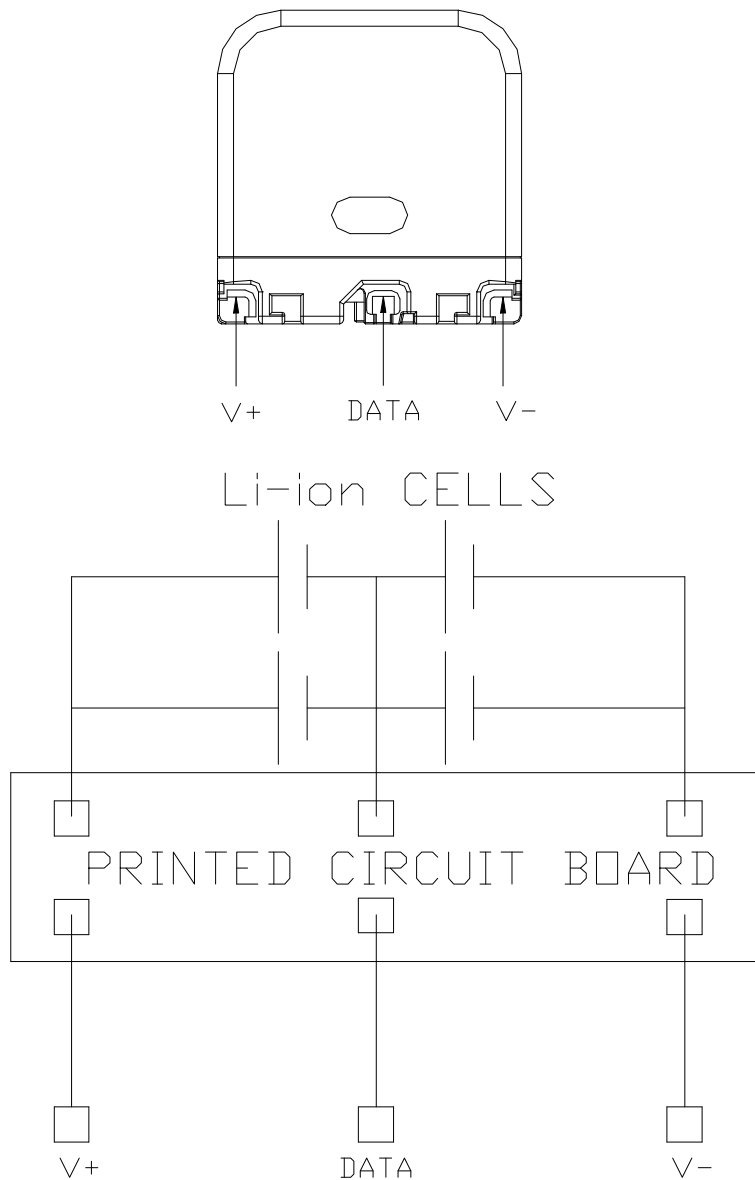 V+ DATA V-
Li-ion CELLS
PRINTED CIRCUIT BOARD
V+ DATA V-